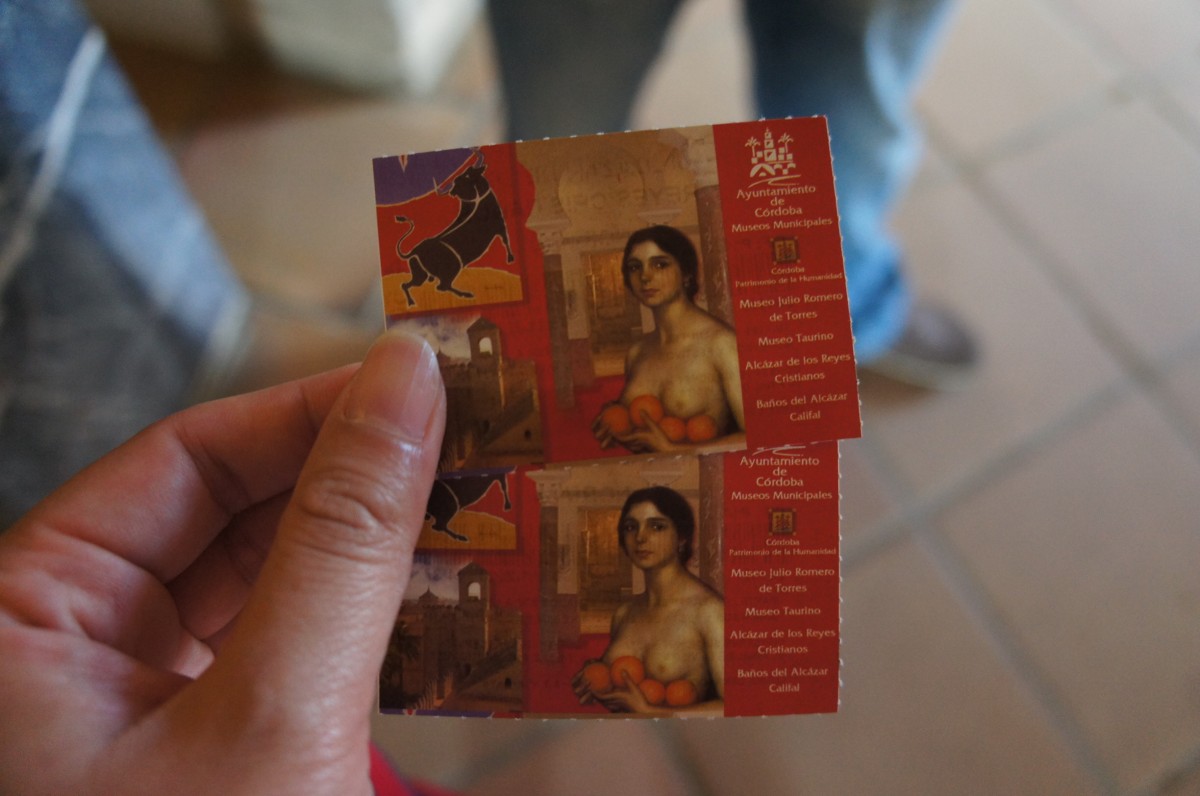 Ayuntamiento
de
Córdoba
Museos Municipales
Córdoba
Patrimonio de la Humanidad
Museo Julio Romero
de Torres
Museo Taurino
Alcázar de los Reyes
Cristianos
Baños del Alcázar
Califal
Ayuntamiento
de
Córdoba
Museos Municipales
Córdoba
Patrimonio de la Humanidad
Museo Julio Romero
de Torres
Museo Taurino
Alcázar de los Reyes
Cristianos
Baños del Alcázar
Califal